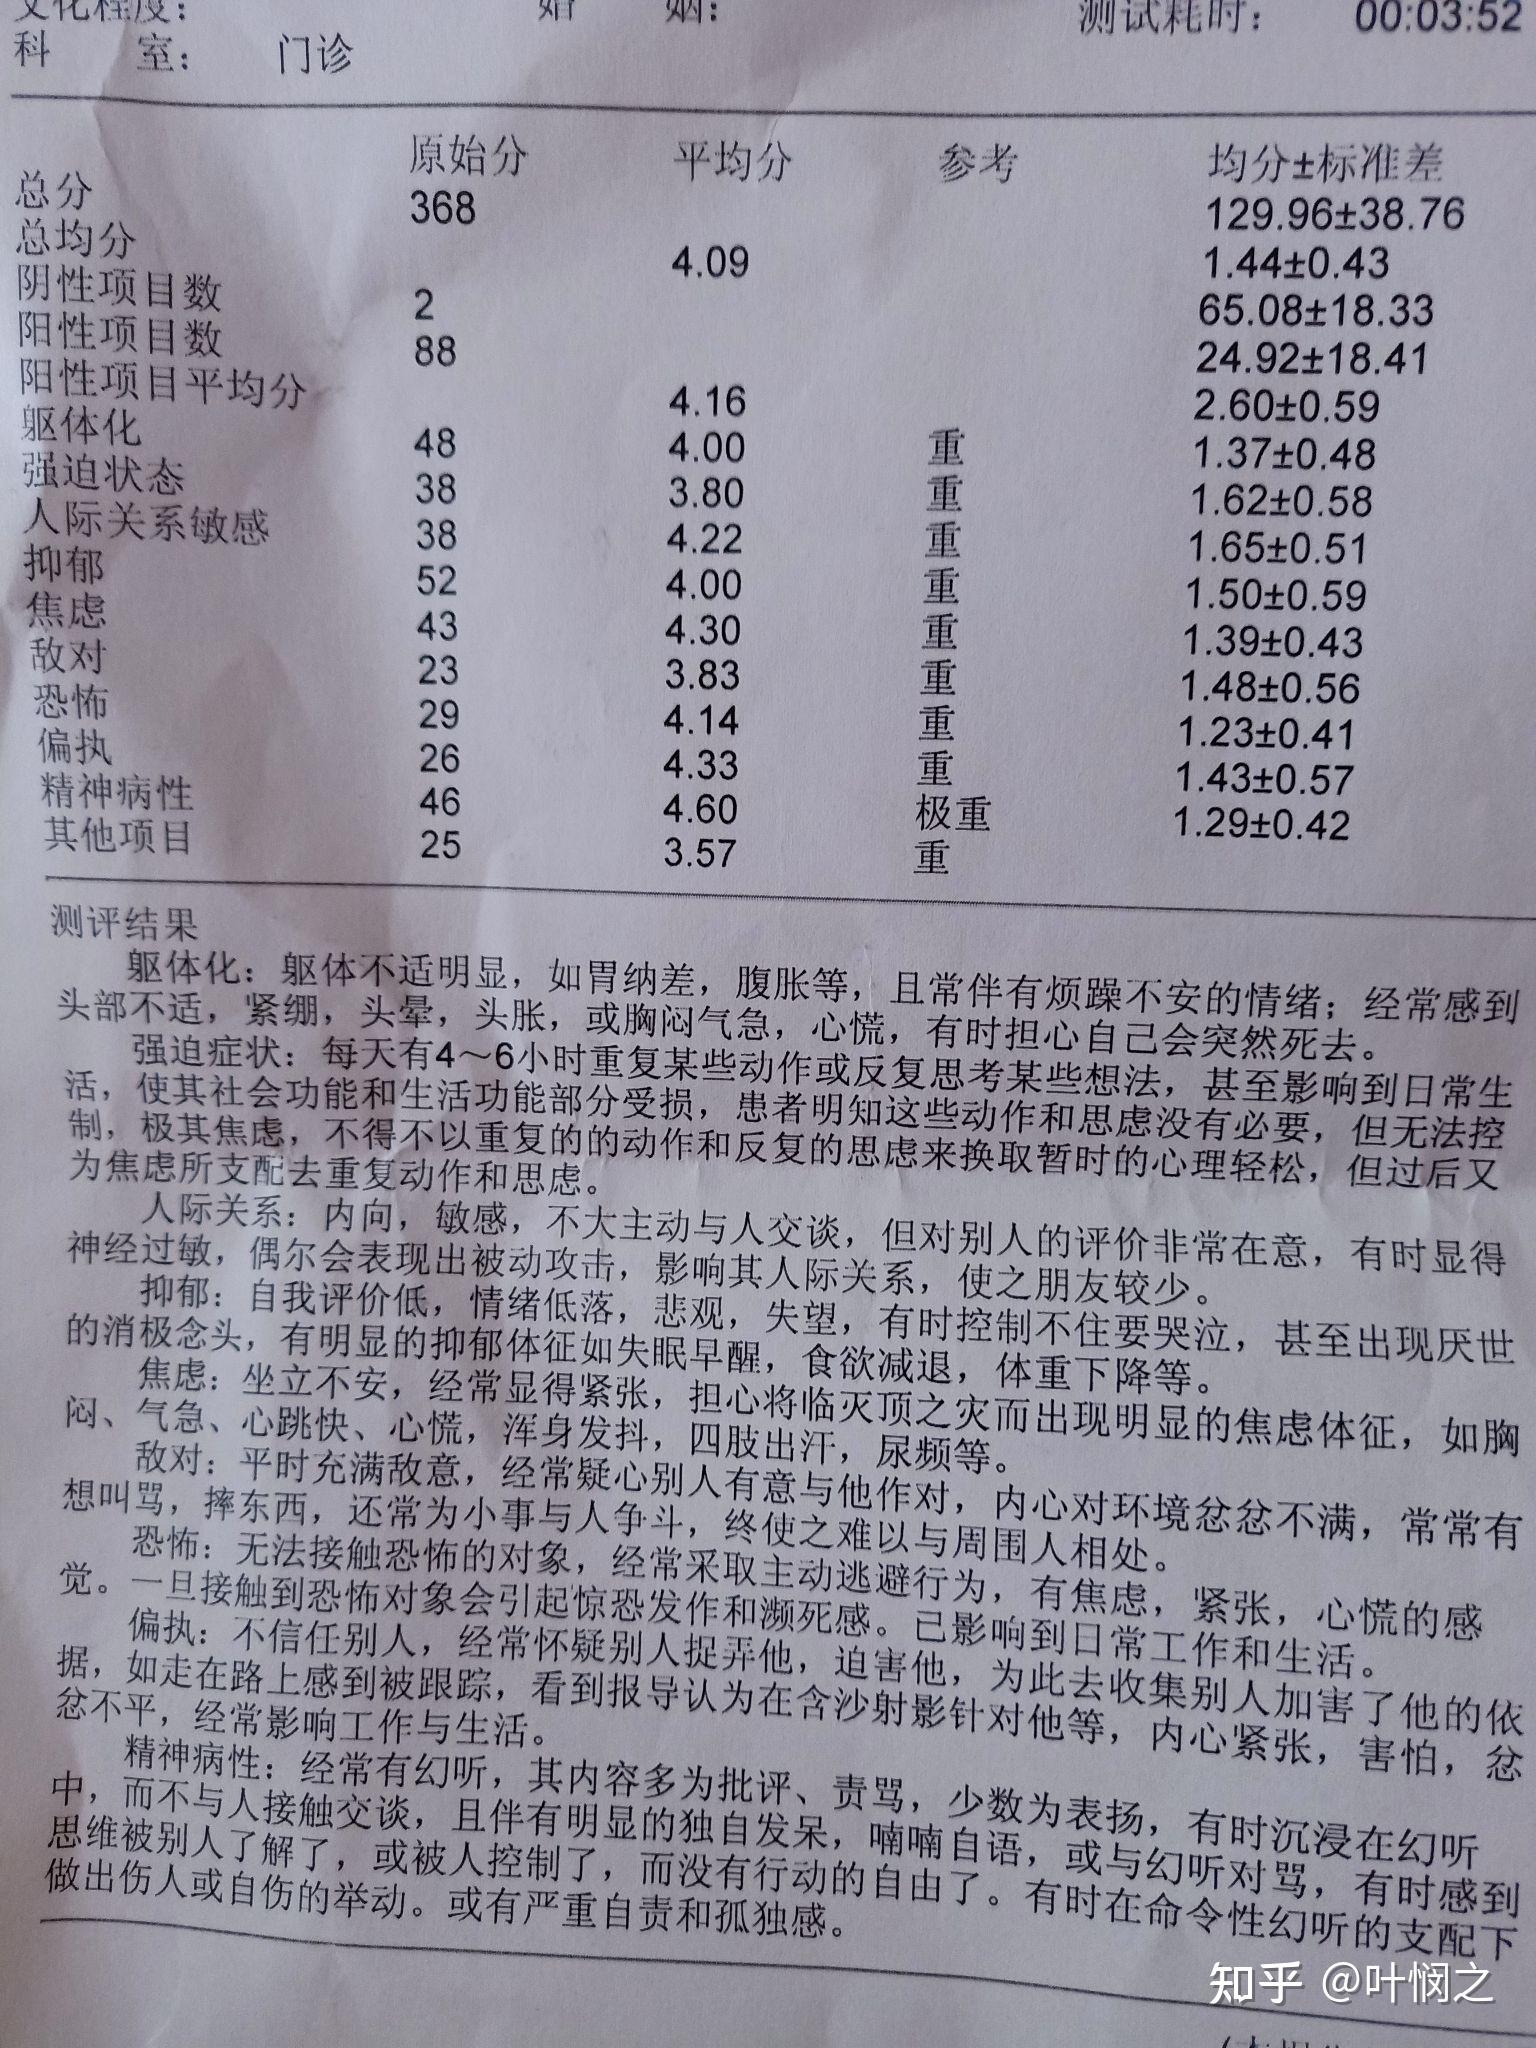 文化程度： 婚 姻： 测试耗时： 00:03:52
科 室： 门诊
原始分 平均分 参考 均分±标准差
总分 368 129.96±38.76
总均分 4.09 1.44±0.43
阴性项目数 2 65.08±18.33
阳性项目数 88 24.92±18.41
阳性项目平均分 4.16 2.60±0.59
躯体化 48 4.00 重 1.37±0.48
强迫状态 38 3.80 重 1.62±0.58
人际关系敏感 38 4.22 重 1.65±0.51
抑郁 52 4.00 重 1.50±0.59
焦虑 43 4.30 重 1.39±0.43
敌对 23 3.83 重 1.48±0.56
恐怖 29 4.14 重 1.23±0.41
偏执 26 4.33 重 1.43±0.57
精神病性 46 4.60 极重 1.29±0.42
其他项目 25 3.57 重
测评结果
躯体化：躯体不适明显，如胃纳差，腹胀等，且常伴有烦躁不安的情绪；经常感到
头部不适，紧绷，头晕，头胀，或胸闷气急，心慌，有时担心自己会突然死去。
强迫症状：每天有4～6小时重复某些动作或反复思考某些想法，甚至影响到日常生
活，使其社会功能和生活功能部分受损，患者明知这些动作和思虑没有必要，但无法控
制，极其焦虑，不得不以重复的的动作和反复的思虑来换取暂时的心理轻松，但过后又
为焦虑所支配去重复动作和思虑。
人际关系：内向，敏感，不大主动与人交谈，但对别人的评价非常在意，有时显得
神经过敏，偶尔会表现出被动攻击，影响其人际关系，使之朋友较少。
抑郁：自我评价低，情绪低落，悲观，失望，有时控制不住要哭泣，甚至出现厌世
的消极念头，有明显的抑郁体征如失眠早醒，食欲减退，体重下降等。
焦虑：坐立不安，经常显得紧张，担心将临灭顶之灾而出现明显的焦虑体征，如胸
闷、气急、心跳快、心慌，浑身发抖，四肢出汗，尿频等。
敌对：平时充满敌意，经常疑心别人有意与他作对，内心对环境忿忿不满，常常有
想叫骂，摔东西，还常为小事与人争斗，终使之难以与周围人相处。
恐怖：无法接触恐怖的对象，经常采取主动逃避行为，有焦虑，紧张，心慌的感
觉。一旦接触到恐怖对象会引起惊恐发作和濒死感。已影响到日常工作和生活。
偏执：不信任别人，经常怀疑别人捉弄他，迫害他，为此去收集别人加害了他的依
据，如走在路上感到被跟踪，看到报导认为在含沙射影针对他等，内心紧张，害怕，忿
忿不平，经常影响工作与生活。
精神病性：经常有幻听，其内容多为批评、责骂，少数为表扬，有时沉浸在幻听
中，而不与人接触交谈，且伴有明显的独自发呆，喃喃自语，或与幻听对骂，有时感到
思维被别人了解了，或被人控制了，而没有行动的自由了。有时在命令性幻听的支配下
做出伤人或自伤的举动。或有严重自责和孤独感。
知乎 @叶悯之